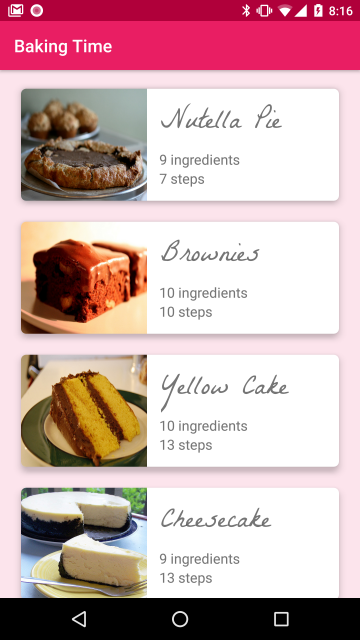 8:16
Baking Time
Nutella Pie
9 ingredients
7 steps
Brownies
10 ingredients
10 steps
Yellow Cake
10 ingredients
13 steps
Cheesecake
9 ingredients
13 steps